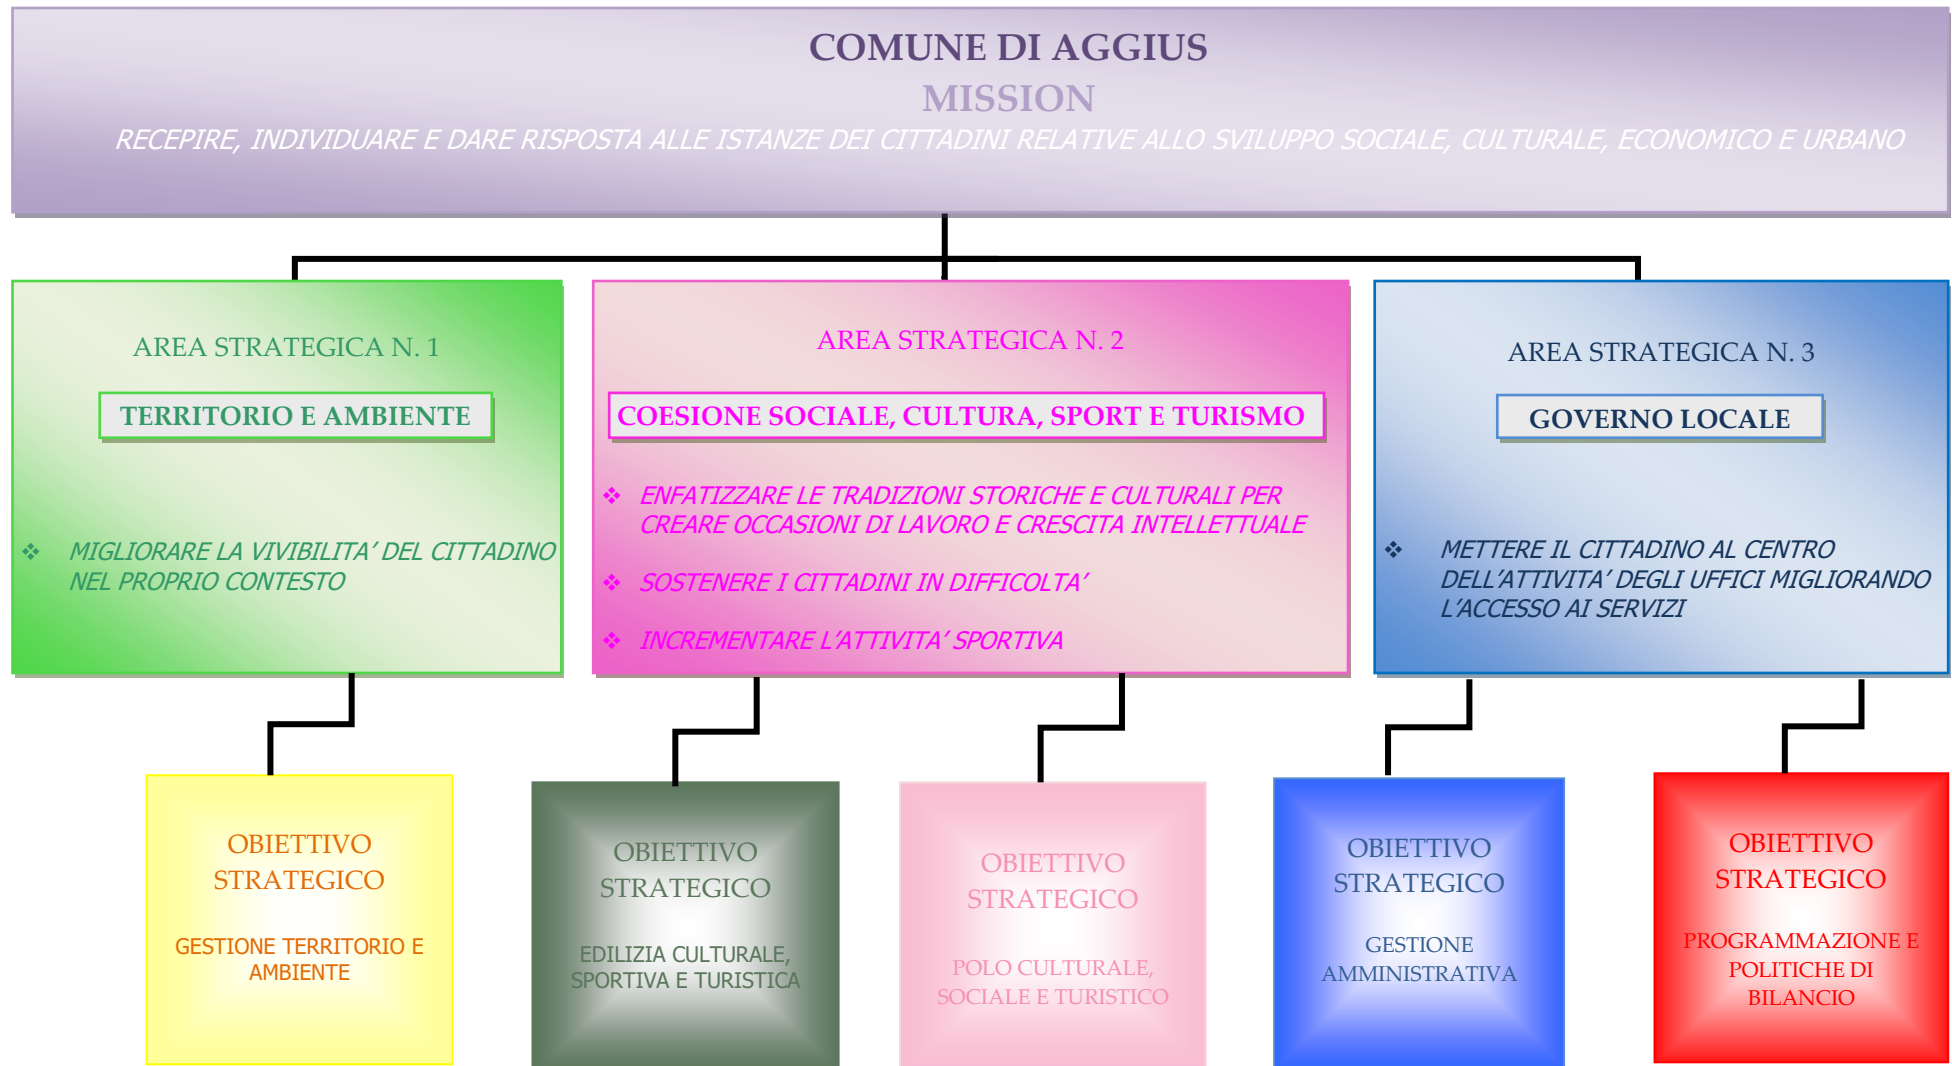 COMUNE DI AGGIUS
MISSION
RECEPIRE, INDIVIDUARE E DARE RISPOSTA ALLE ISTANZE DEI CITTADINI RELATIVE ALLO SVILUPPO SOCIALE, CULTURALE, ECONOMICO E URBANO
AREA STRATEGICA N. 1
TERRITORIO E AMBIENTE
❖ MIGLIORARE LA VIVIBILITA’ DEL CITTADINO
NEL PROPRIO CONTESTO
AREA STRATEGICA N. 2
COESIONE SOCIALE, CULTURA, SPORT E TURISMO
❖ ENFATIZZARE LE TRADIZIONI STORICHE E CULTURALI PER
CREARE OCCASIONI DI LAVORO E CRESCITA INTELLETTUALE
❖ SOSTENERE I CITTADINI IN DIFFICOLTA’
❖ INCREMENTARE L’ATTIVITA’ SPORTIVA
AREA STRATEGICA N. 3
GOVERNO LOCALE
❖ METTERE IL CITTADINO AL CENTRO
DELL’ATTIVITA’ DEGLI UFFICI MIGLIORANDO
L’ACCESSO AI SERVIZI
OBIETTIVO
STRATEGICO
GESTIONE TERRITORIO E
AMBIENTE
OBIETTIVO
STRATEGICO
EDILIZIA CULTURALE,
SPORTIVA E TURISTICA
OBIETTIVO
STRATEGICO
POLO CULTURALE,
SOCIALE E TURISTICO
OBIETTIVO
STRATEGICO
GESTIONE
AMMINISTRATIVA
OBIETTIVO
STRATEGICO
PROGRAMMAZIONE E
POLITICHE DI
BILANCIO